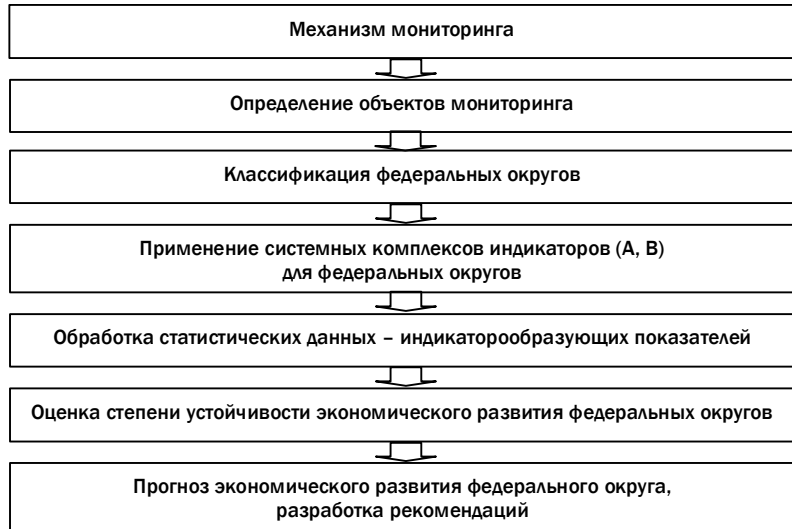 Механизм мониторинга
Определение объектов мониторинга
Классификация федеральных округов
Применение системных комплексов индикаторов (А, В)
для федеральных округов
Обработка статистических данных – индикаторообразующих показателей
Оценка степени устойчивости экономического развития федеральных округов
Прогноз экономического развития федерального округа,
разработка рекомендаций